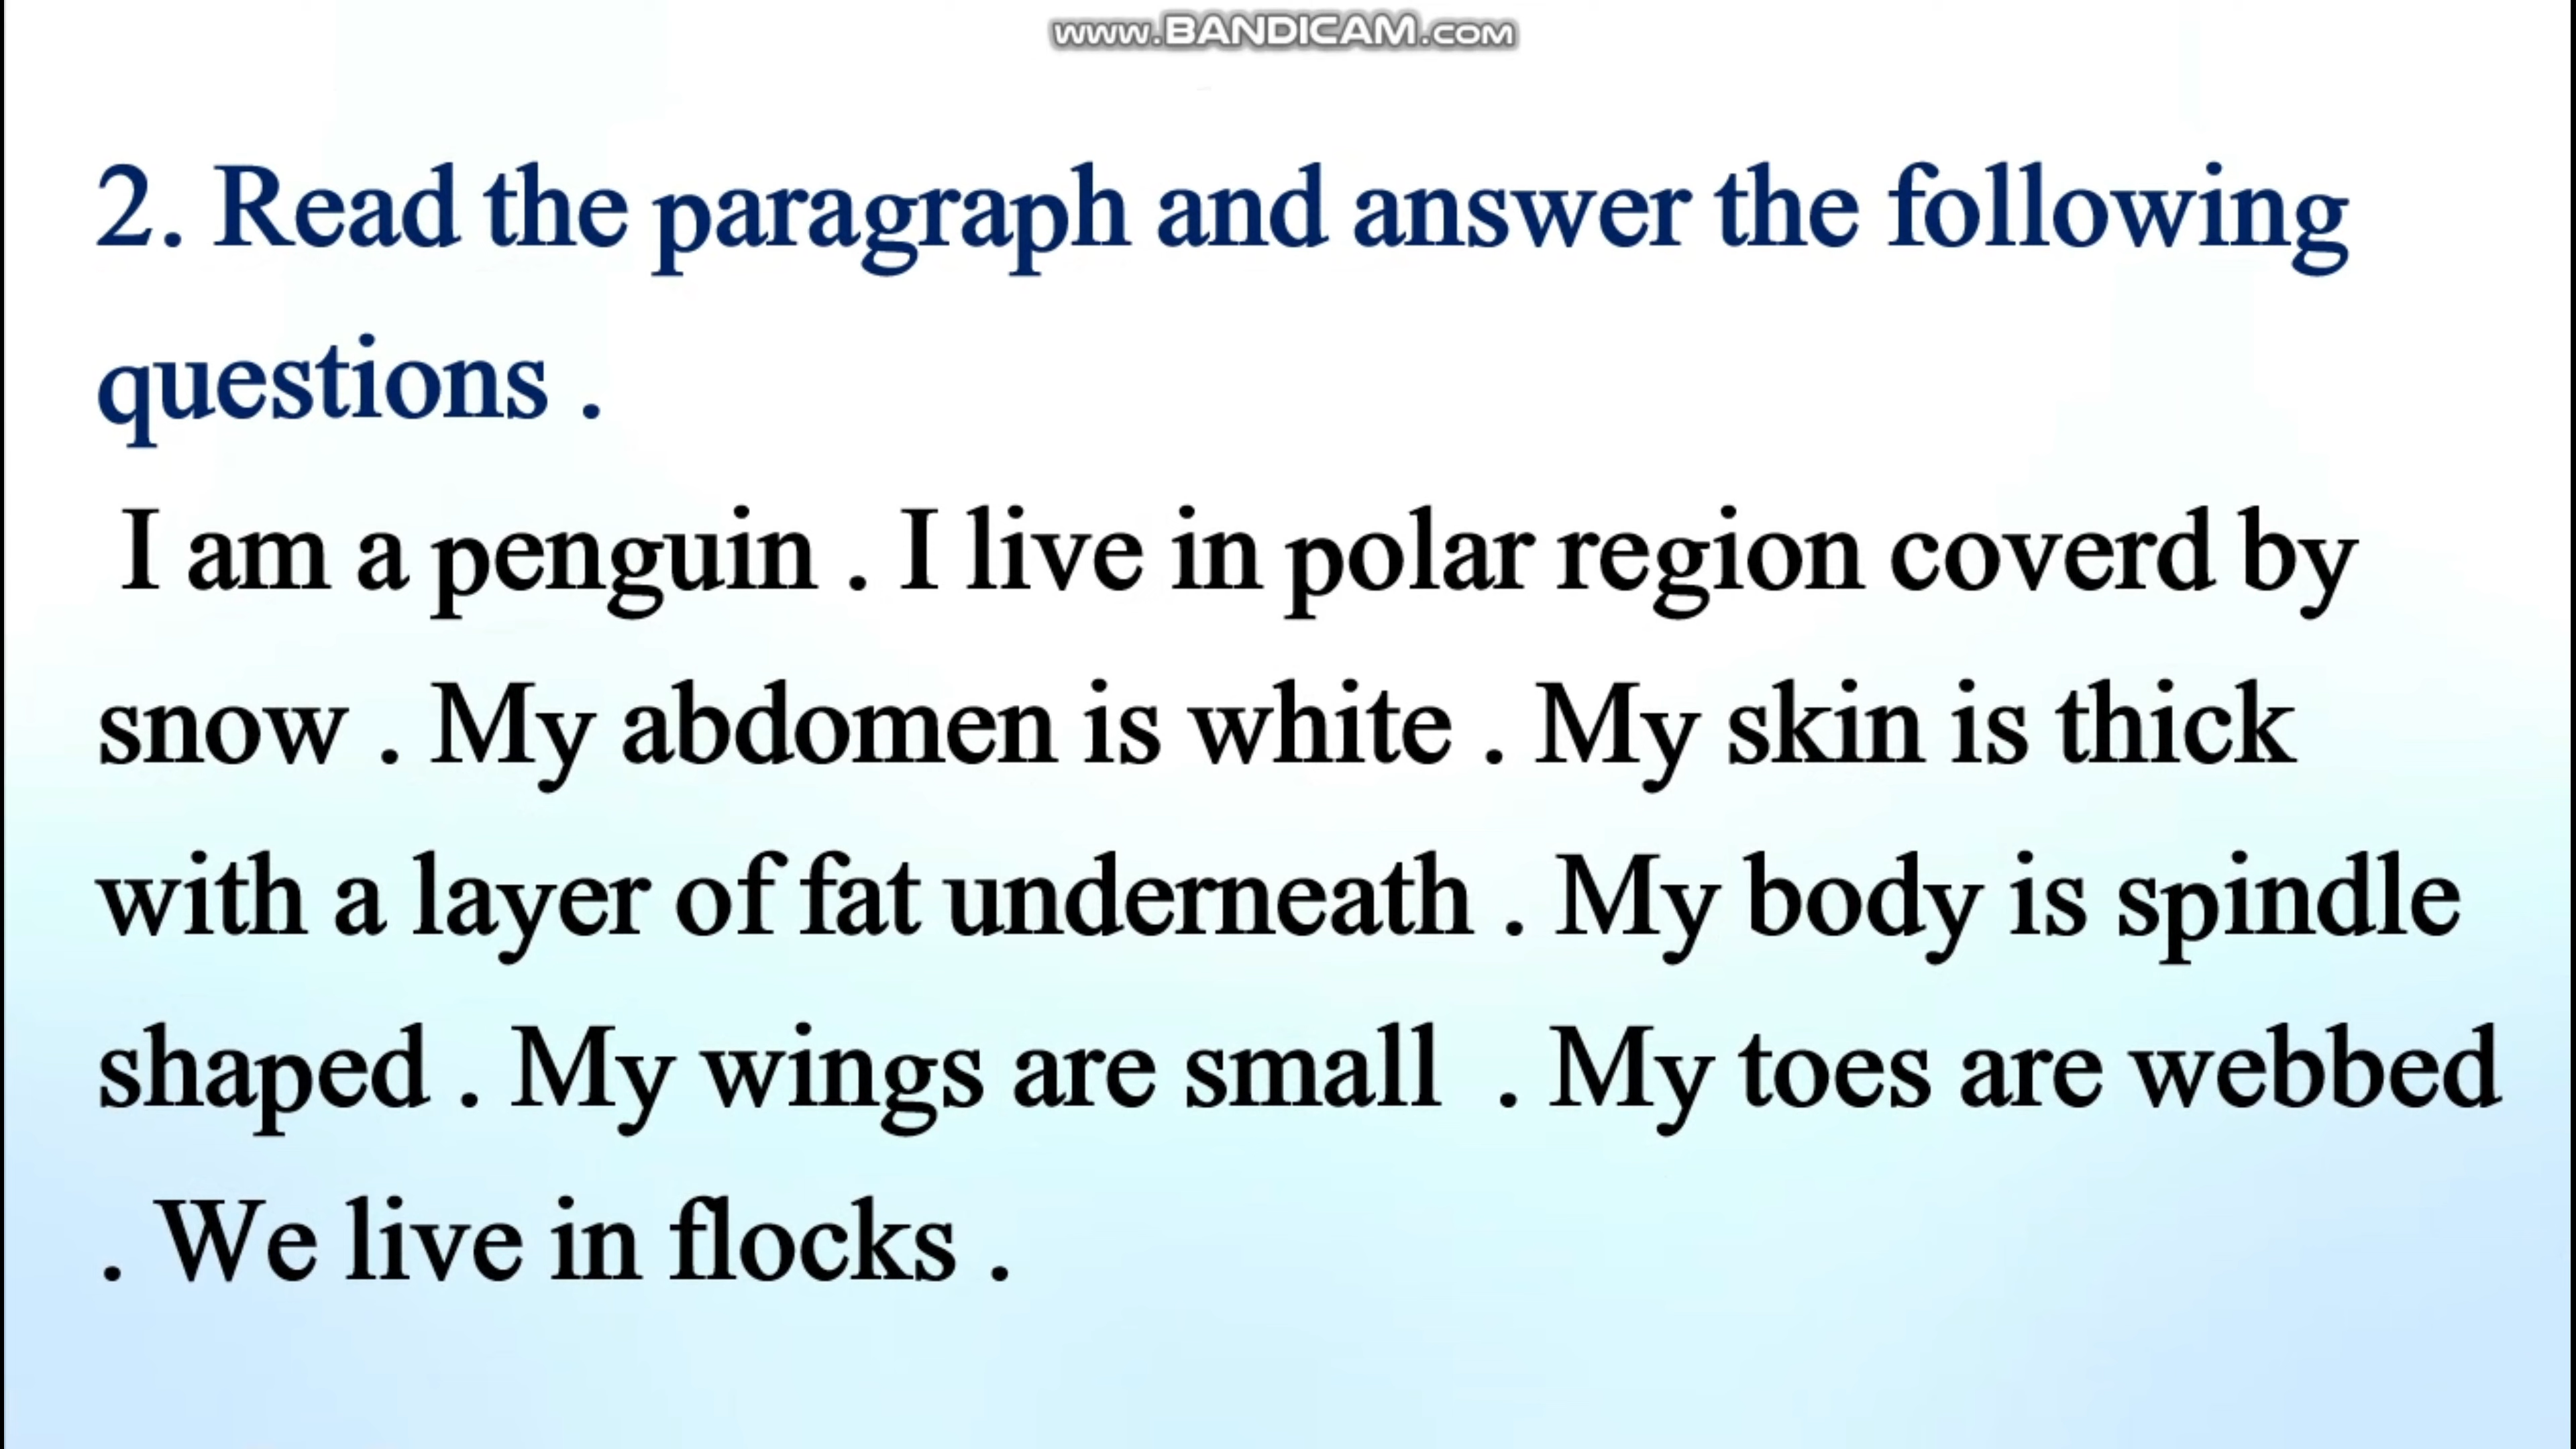 www.BANDICAM.com
2. Read the paragraph and answer the following
questions .
I am a penguin . I live in polar region coverd by
snow . My abdomen is white . My skin is thick
with a layer of fat underneath . My body is spindle
shaped . My wings are small  . My toes are webbed
. We live in flocks .